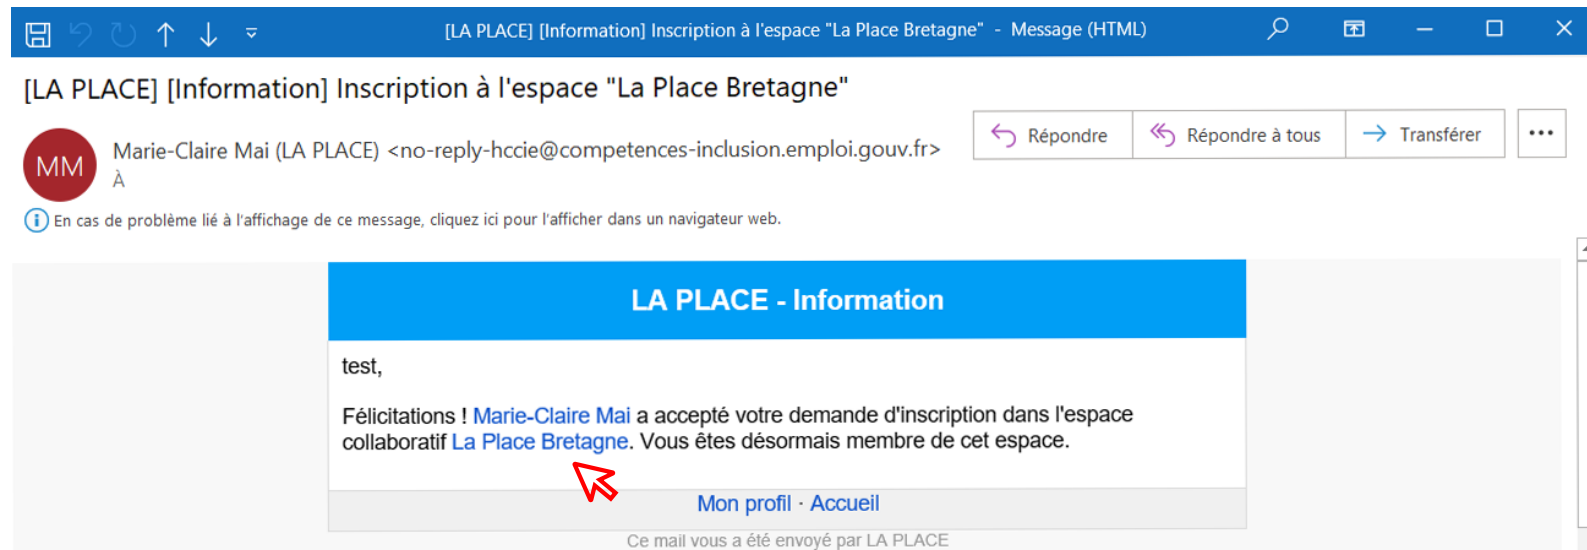 [LA PLACE] [Information] Inscription à l'espace "La Place Bretagne" - Message (HTML)
[LA PLACE] [Information] Inscription à l'espace "La Place Bretagne"
MM
Marie-Claire Mai (LA PLACE) <no-reply-hccie@competences-inclusion.emploi.gouv.fr>
À
Répondre
Répondre à tous
Transférer
En cas de problème lié à l'affichage de ce message, cliquez ici pour l'afficher dans un navigateur web.
LA PLACE - Information
test,
Félicitations ! Marie-Claire Mai a accepté votre demande d'inscription dans l'espace
collaboratif La Place Bretagne. Vous êtes désormais membre de cet espace.
Mon profil · Accueil
Ce mail vous a été envoyé par LA PLACE